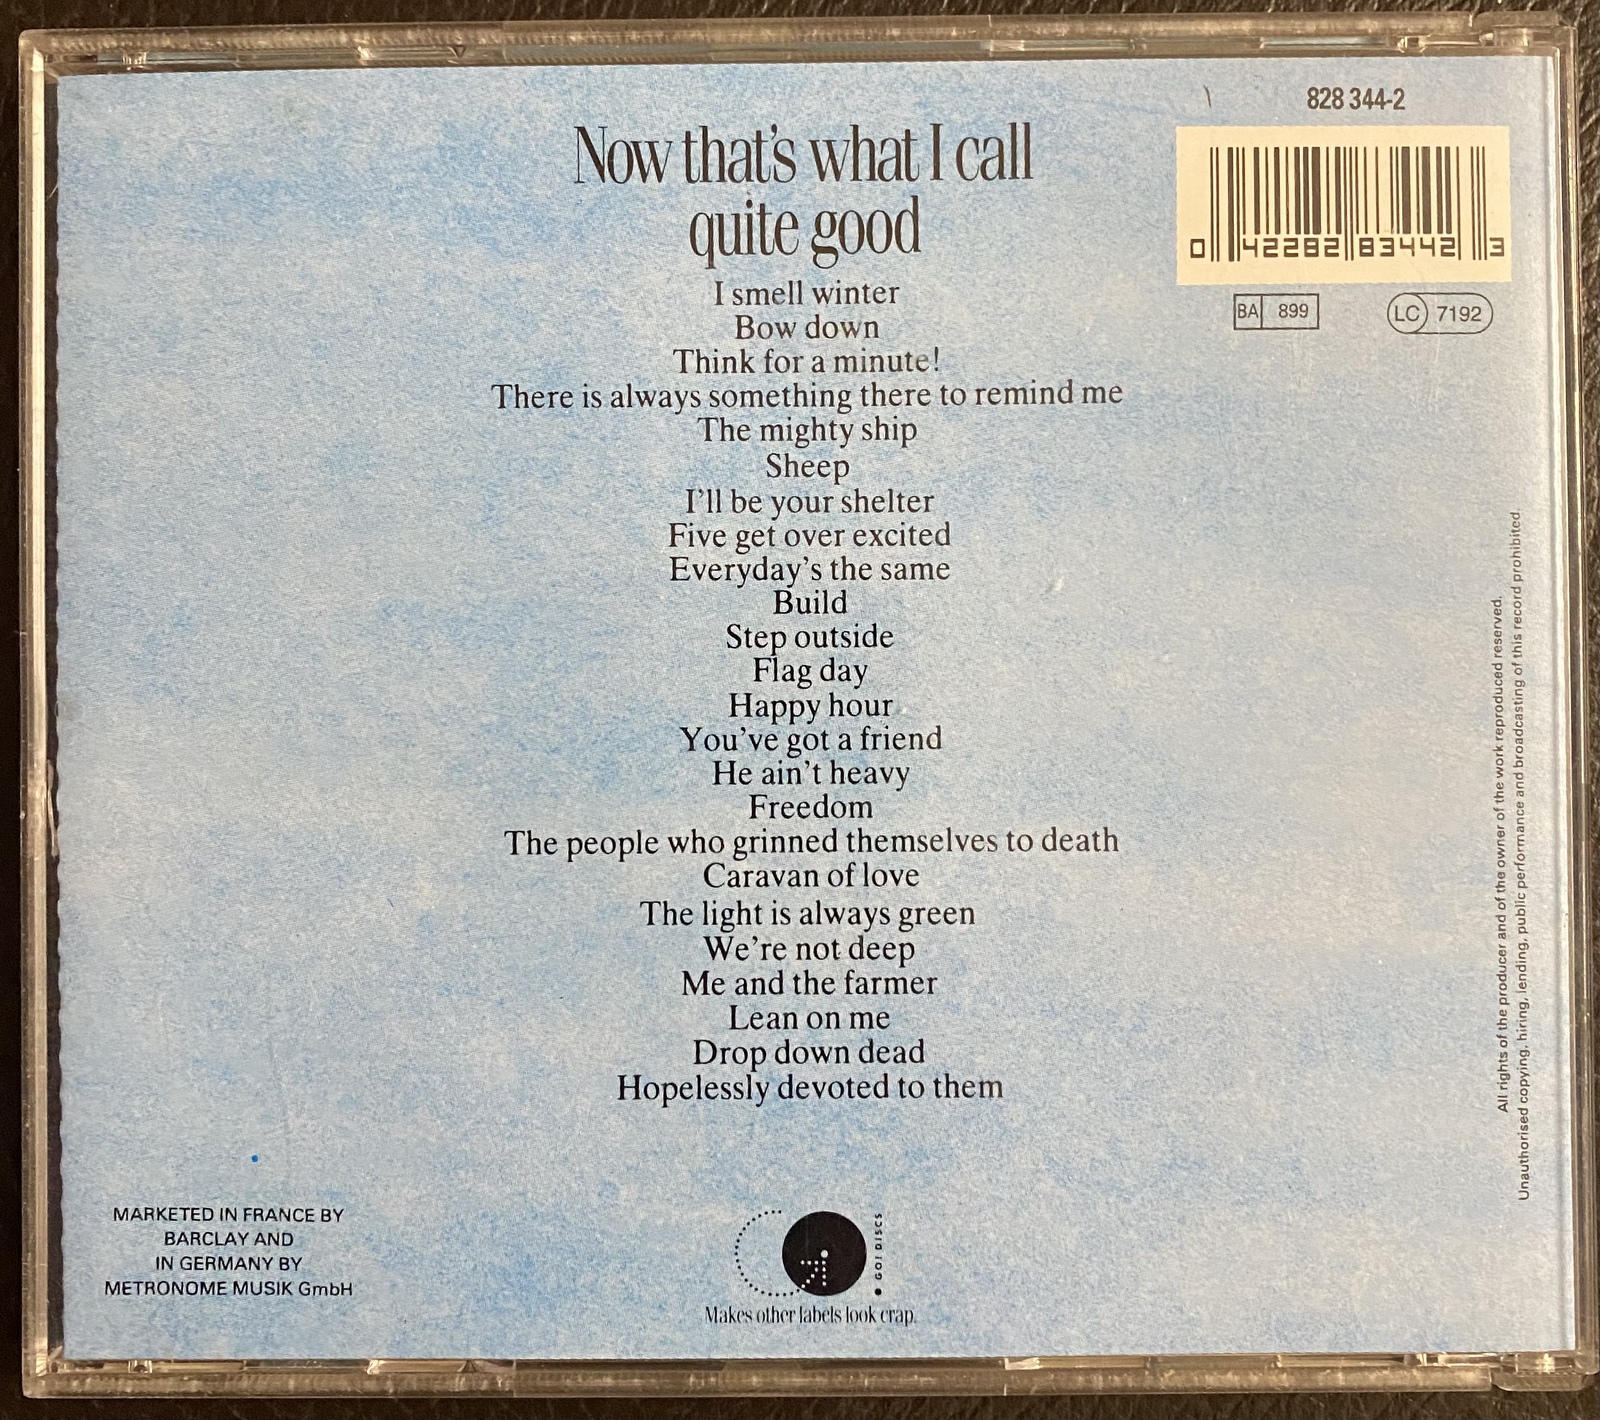 828 344-2
Now that's what I call
quite good
0 42282 83442 3
BA 899
LC 7192
I smell winter
Bow down
Think for a minute!
There is always something there to remind me
The mighty ship
Sheep
I'll be your shelter
Five get over excited
Everyday's the same
Build
Step outside
Flag day
Happy hour
You've got a friend
He ain't heavy
Freedom
The people who grinned themselves to death
Caravan of love
The light is always green
We're not deep
Me and the farmer
Lean on me
Drop down dead
Hopelessly devoted to them
All rights of the producer and of the owner of the work reproduced reserved.
Unauthorised copying, hiring, lending, public performance and broadcasting of this record prohibited.
MARKETED IN FRANCE BY
BARCLAY AND
IN GERMANY BY
METRONOME MUSIK GmbH
GO! DISCS
Makes other labels look crap.